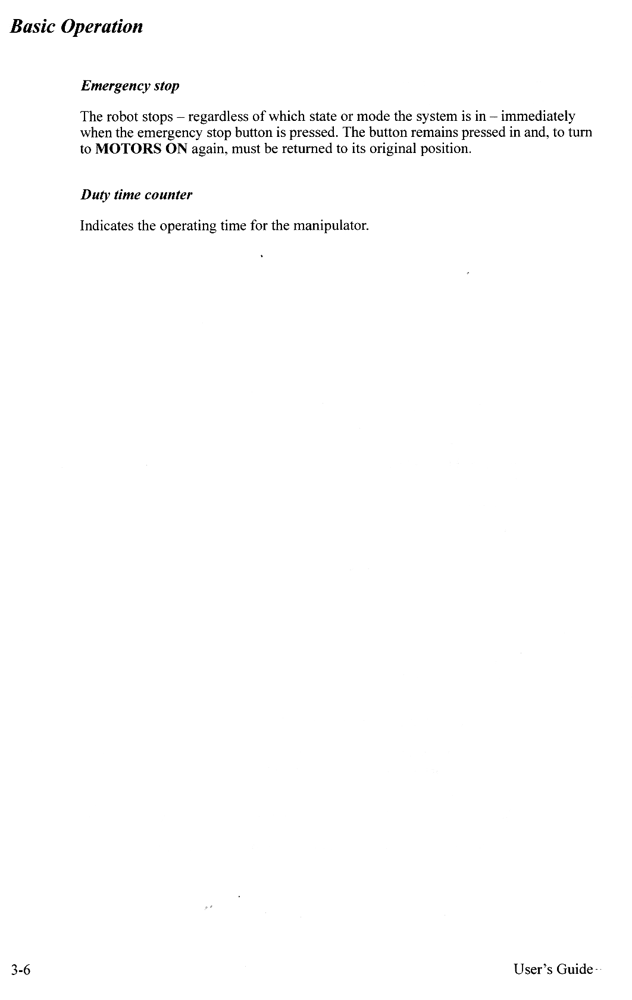 Basic Operation
Emergency stop
The robot stops – regardless of which state or mode the system is in – immediately
when the emergency stop button is pressed. The button remains pressed in and, to turn
to MOTORS ON again, must be returned to its original position.
Duty time counter
Indicates the operating time for the manipulator.
3-6
User's Guide